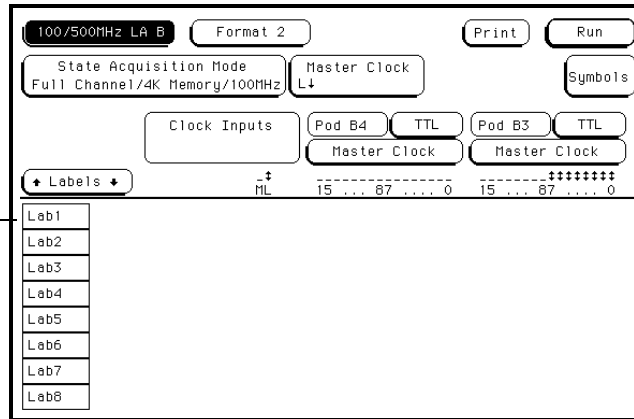 100/500MHz LA B Format 2 Print Run
State Acquisition Mode Master Clock Symbols
Full Channel/4K Memory/100MHz L↓
Clock Inputs Pod B4 TTL Pod B3 TTL
Master Clock Master Clock
↑ Labels ↓ ML 15 ... 87 .... 0 15 ... 87 .... 0
Lab1
Lab2
Lab3
Lab4
Lab5
Lab6
Lab7
Lab8